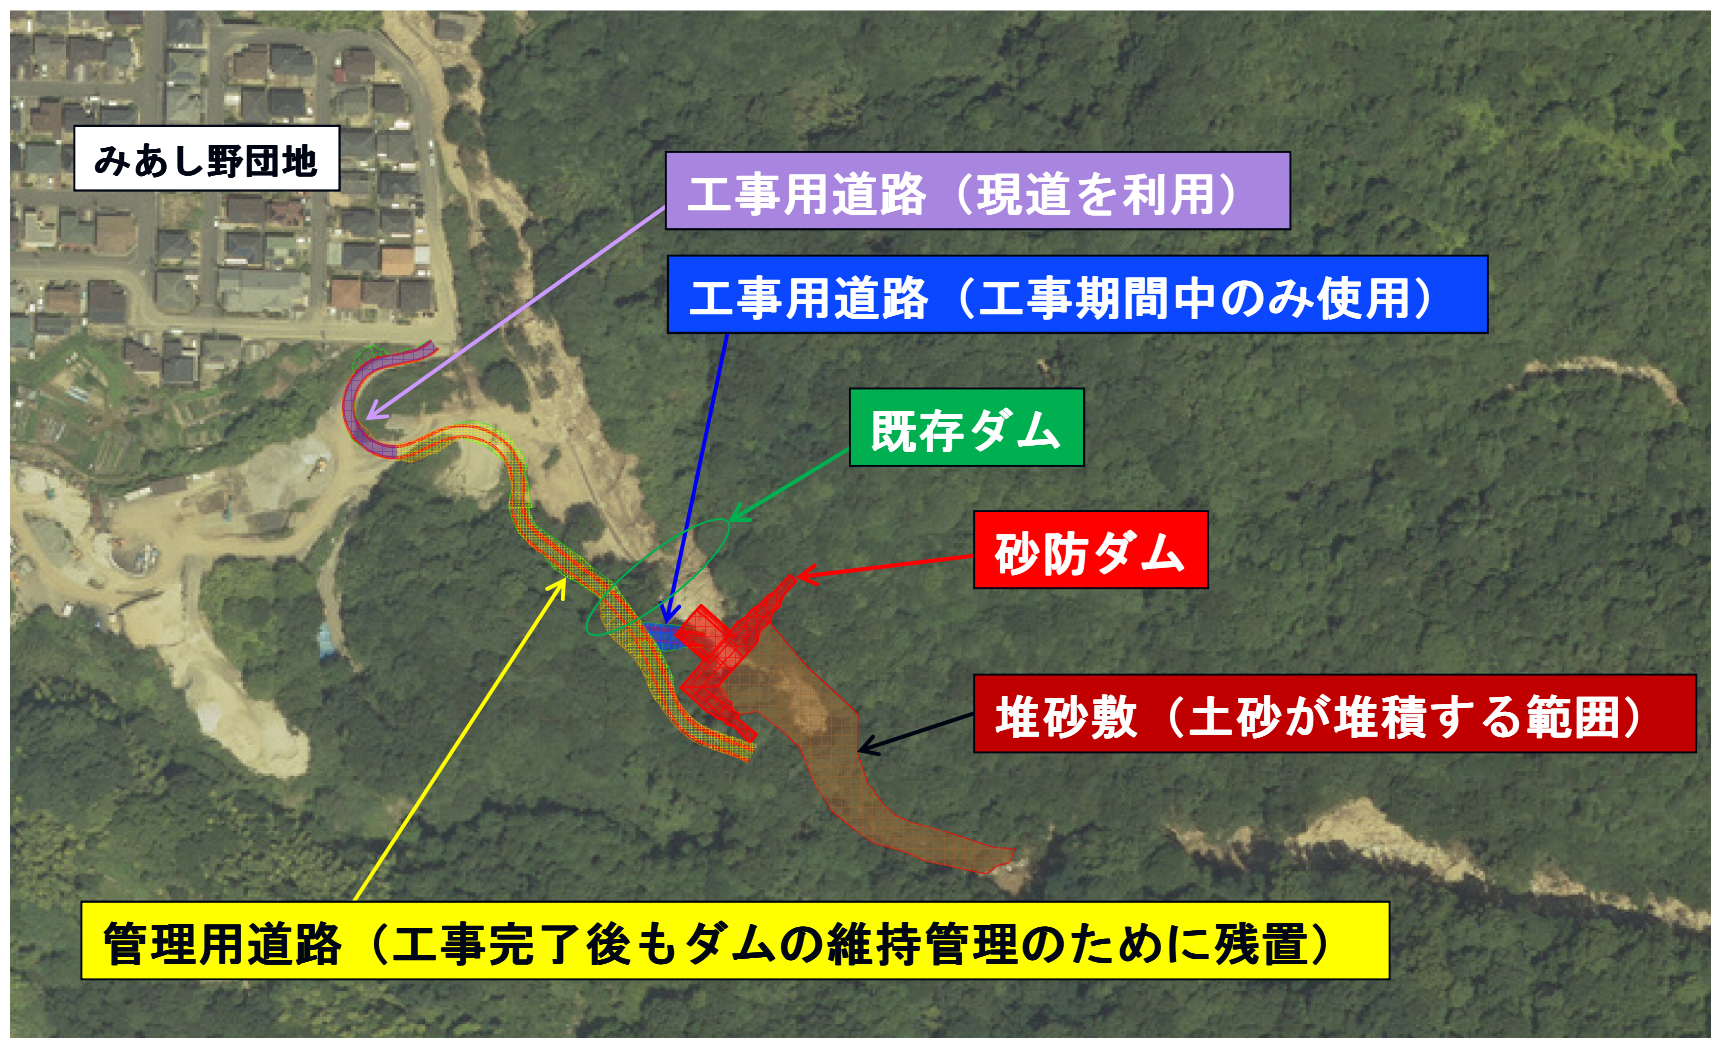 みあし野団地
工事用道路（現道を利用）
工事用道路（工事期間中のみ使用）
既存ダム
砂防ダム
堆砂敷（土砂が堆積する範囲）
管理用道路（工事完了後もダムの維持管理のために残置）